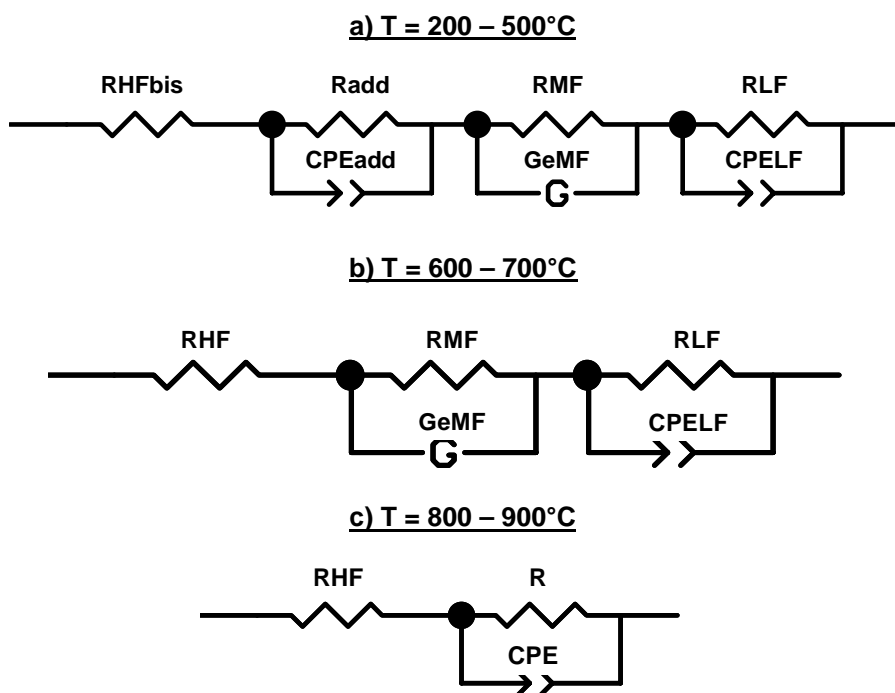 a) T = 200 – 500°C
RHFbis Radd RMF RLF
CPEadd GeMF CPELF
G
b) T = 600 – 700°C
RHF RMF RLF
GeMF CPELF
G
c) T = 800 – 900°C
RHF R
CPE